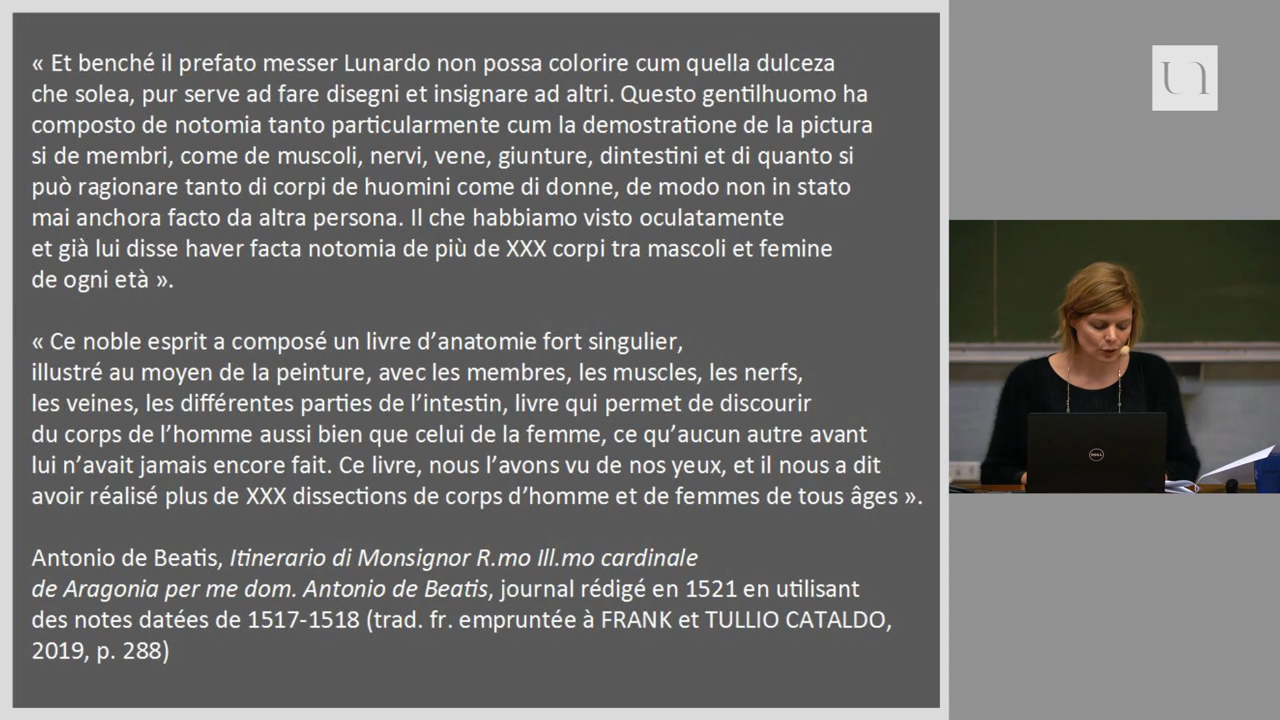 « Et benché il prefato messer Lunardo non possa colorire cum quella dulceza
che solea, pur serve ad fare disegni et insignare ad altri. Questo gentilhuomo ha
composto de notomia tanto particularmente cum la demostratione de la pictura
si de membri, come de muscoli, nervi, vene, giunture, dintestini et di quanto si
può ragionare tanto di corpi de huomini come di donne, de modo non in stato
mai anchora facto da altra persona. Il che habbiamo visto oculatamente
et già lui disse haver facta notomia de più de XXX corpi tra mascoli et femine
de ogni età ».
« Ce noble esprit a composé un livre d’anatomie fort singulier,
illustré au moyen de la peinture, avec les membres, les muscles, les nerfs,
les veines, les différentes parties de l’intestin, livre qui permet de discourir
du corps de l’homme aussi bien que celui de la femme, ce qu’aucun autre avant
lui n’avait jamais encore fait. Ce livre, nous l’avons vu de nos yeux, et il nous a dit
avoir réalisé plus de XXX dissections de corps d’homme et de femmes de tous âges ».
Antonio de Beatis, Itinerario di Monsignor R.mo Ill.mo cardinale
de Aragonia per me dom. Antonio de Beatis, journal rédigé en 1521 en utilisant
des notes datées de 1517-1518 (trad. fr. empruntée à FRANK et TULLIO CATALDO,
2019, p. 288)
UN
DELL